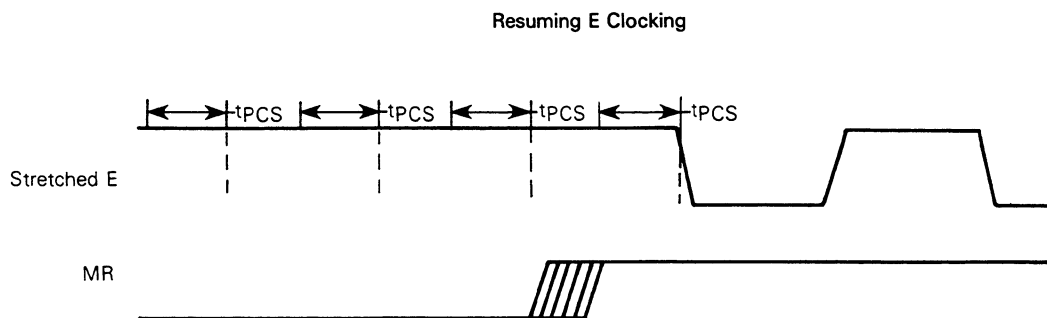 Resuming E Clocking
tPCS tPCS tPCS tPCS
Stretched E
MR